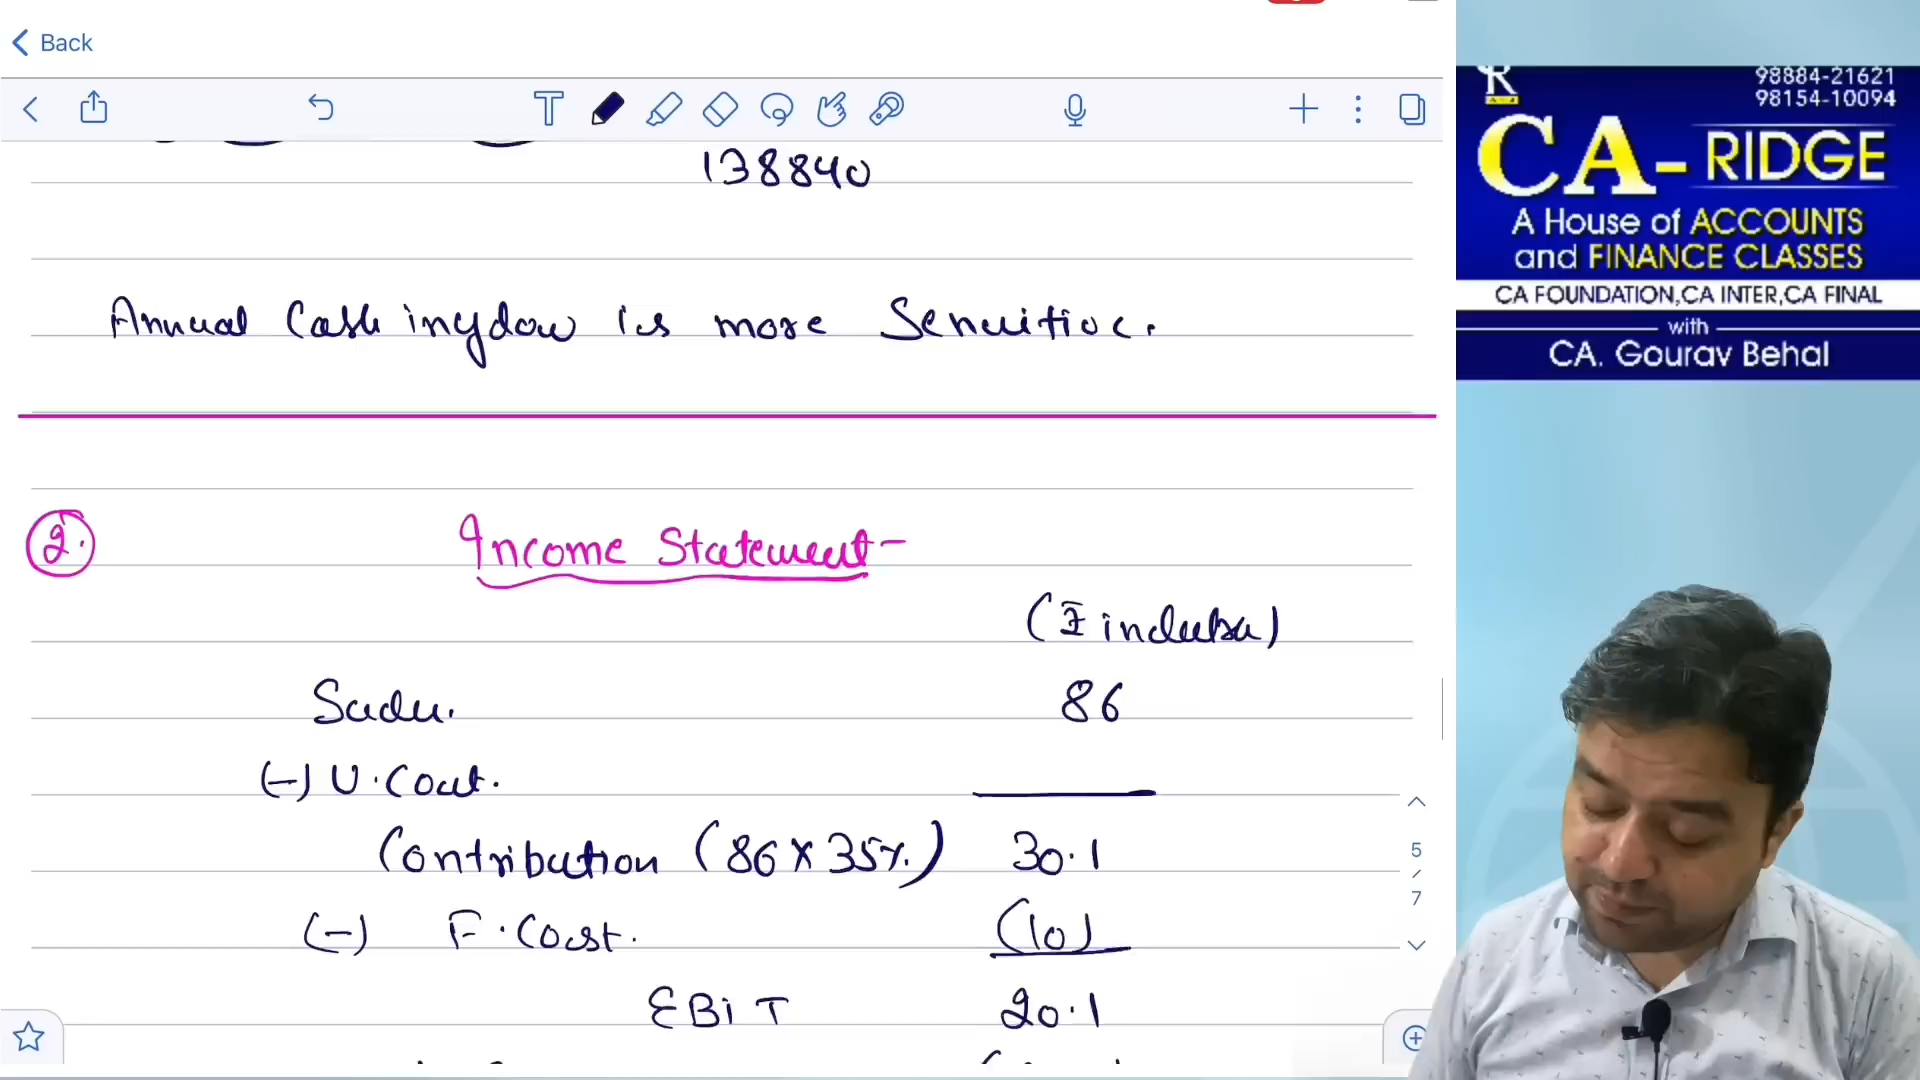 Back
138840
Annual Cash inflow is more Sensitive.
2. Income Statement-
(₹ in lakhs)
Sales. 86
(-) V.Cost.
Contribution (86 X 35%) 30.1
(-) F.Cost. (10)
EBIT 20.1
5
/
7
R
98884-21621
98154-10094
CA-RIDGE
A House of ACCOUNTS
and FINANCE CLASSES
CA FOUNDATION,CA INTER,CA FINAL
with
CA. Gourav Behal